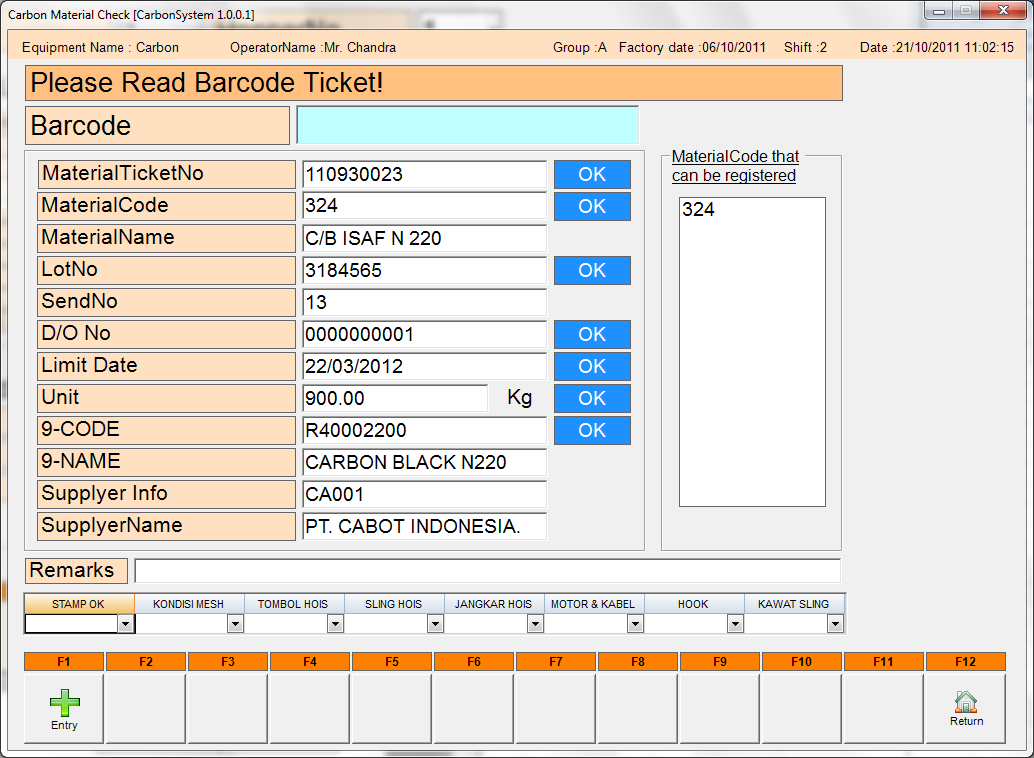 Carbon Material Check [CarbonSystem 1.0.0.1]
Equipment Name : Carbon OperatorName :Mr. Chandra Group :A Factory date :06/10/2011 Shift :2 Date :21/10/2011 11:02:15
Please Read Barcode Ticket!
Barcode
MaterialTicketNo 110930023 OK
MaterialCode 324 OK
MaterialName C/B ISAF N 220
LotNo 3184565 OK
SendNo 13
D/O No 0000000001 OK
Limit Date 22/03/2012 OK
Unit 900.00 Kg OK
9-CODE R40002200 OK
9-NAME CARBON BLACK N220
Supplyer Info CA001
SupplyerName PT. CABOT INDONESIA.
MaterialCode that
can be registered
324
Remarks
STAMP OK KONDISI MESH TOMBOL HOIS SLING HOIS JANGKAR HOIS MOTOR & KABEL HOOK KAWAT SLING
F1 F2 F3 F4 F5 F6 F7 F8 F9 F10 F11 F12
Entry Return